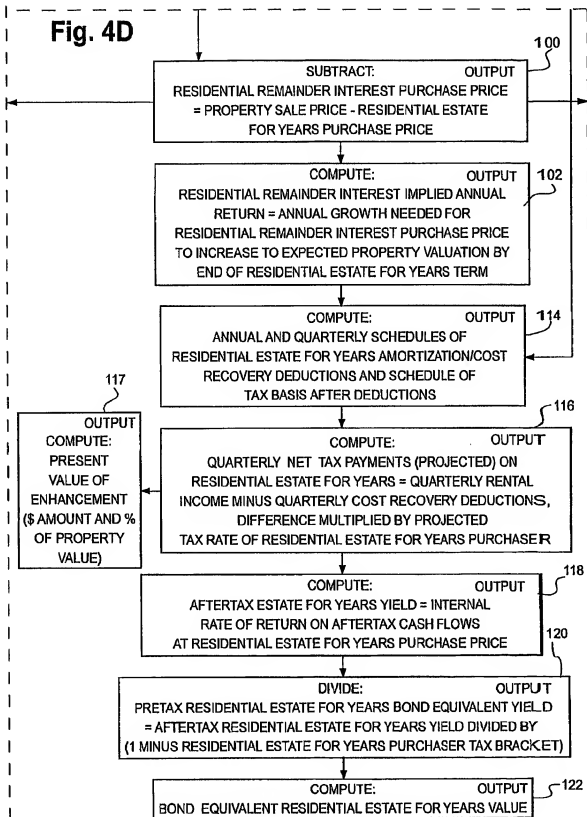 Fig. 4D
100
SUBTRACT: OUTPUT
RESIDENTIAL REMAINDER INTEREST PURCHASE PRICE
= PROPERTY SALE PRICE - RESIDENTIAL ESTATE
FOR YEARS PURCHASE PRICE
COMPUTE: OUTPUT
102
RESIDENTIAL REMAINDER INTEREST IMPLIED ANNUAL
RETURN = ANNUAL GROWTH NEEDED FOR
RESIDENTIAL REMAINDER INTEREST PURCHASE PRICE
TO INCREASE TO EXPECTED PROPERTY VALUATION BY
END OF RESIDENTIAL ESTATE FOR YEARS TERM
COMPUTE: OUTPUT
114
ANNUAL AND QUARTERLY SCHEDULES OF
RESIDENTIAL ESTATE FOR YEARS AMORTIZATION/COST
RECOVERY DEDUCTIONS AND SCHEDULE OF
TAX BASIS AFTER DEDUCTIONS
117
OUTPUT
COMPUTE:
PRESENT
VALUE OF
ENHANCEMENT
($ AMOUNT AND %
OF PROPERTY
VALUE)
116
COMPUTE: OUTPUT
QUARTERLY NET TAX PAYMENTS (PROJECTED) ON
RESIDENTIAL ESTATE FOR YEARS = QUARTERLY RENTAL
INCOME MINUS QUARTERLY COST RECOVERY DEDUCTIONS,
DIFFERENCE MULTIPLIED BY PROJECTED
TAX RATE OF RESIDENTIAL ESTATE FOR YEARS PURCHASER
COMPUTE: OUTPUT
118
AFTERTAX ESTATE FOR YEARS YIELD = INTERNAL
RATE OF RETURN ON AFTERTAX CASH FLOWS
AT RESIDENTIAL ESTATE FOR YEARS PURCHASE PRICE
120
DIVIDE: OUTPUT
PRETAX RESIDENTIAL ESTATE FOR YEARS BOND EQUIVALENT YIELD
= AFTERTAX RESIDENTIAL ESTATE FOR YEARS YIELD DIVIDED BY
(1 MINUS RESIDENTIAL ESTATE FOR YEARS PURCHASER TAX BRACKET)
COMPUTE: OUTPUT
122
BOND EQUIVALENT RESIDENTIAL ESTATE FOR YEARS VALUE